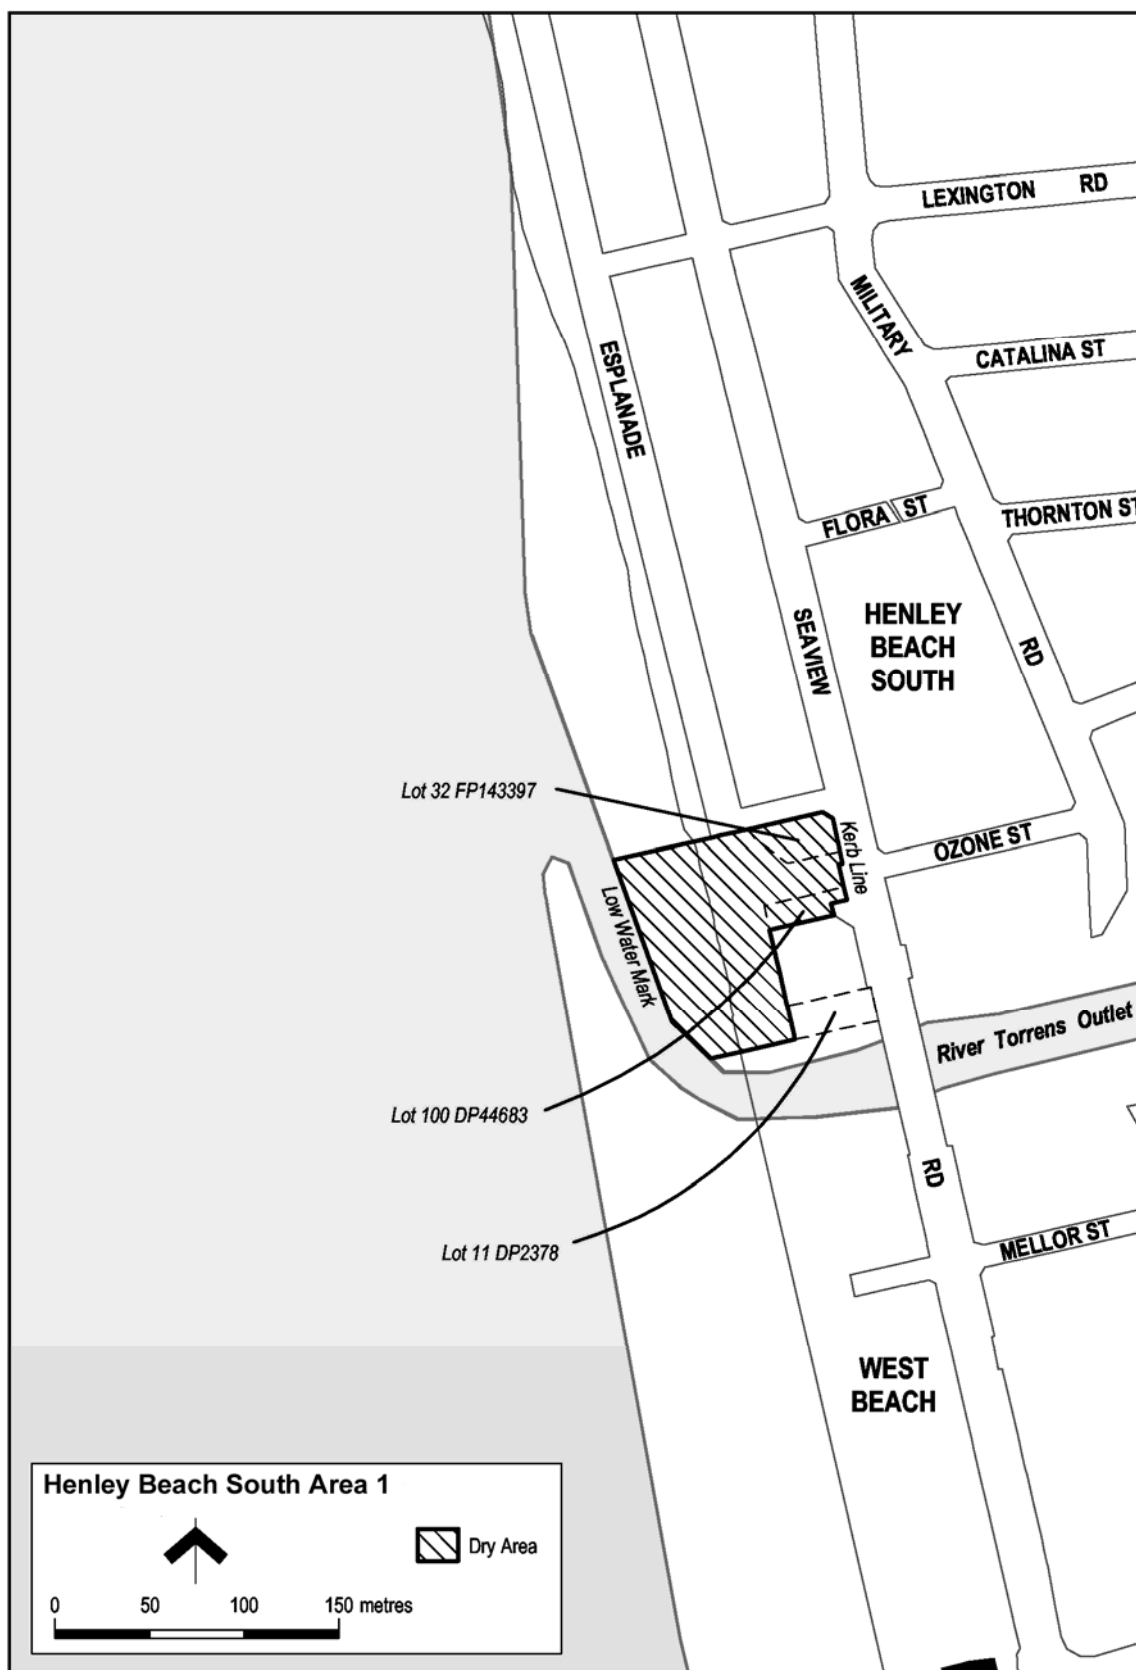 LEXINGTON RD
MILITARY
CATALINA ST
ESPLANADE
FLORA ST
THORNTON ST
HENLEY
BEACH
SOUTH
SEAVIEW
RD
Lot 32 FP143397
Kerb Line
OZONE ST
Low Water Mark
River Torrens Outlet
Lot 100 DP44683
RD
MELLOR ST
Lot 11 DP2378
WEST
BEACH
Henley Beach South Area 1
Dry Area
0 50 100 150 metres